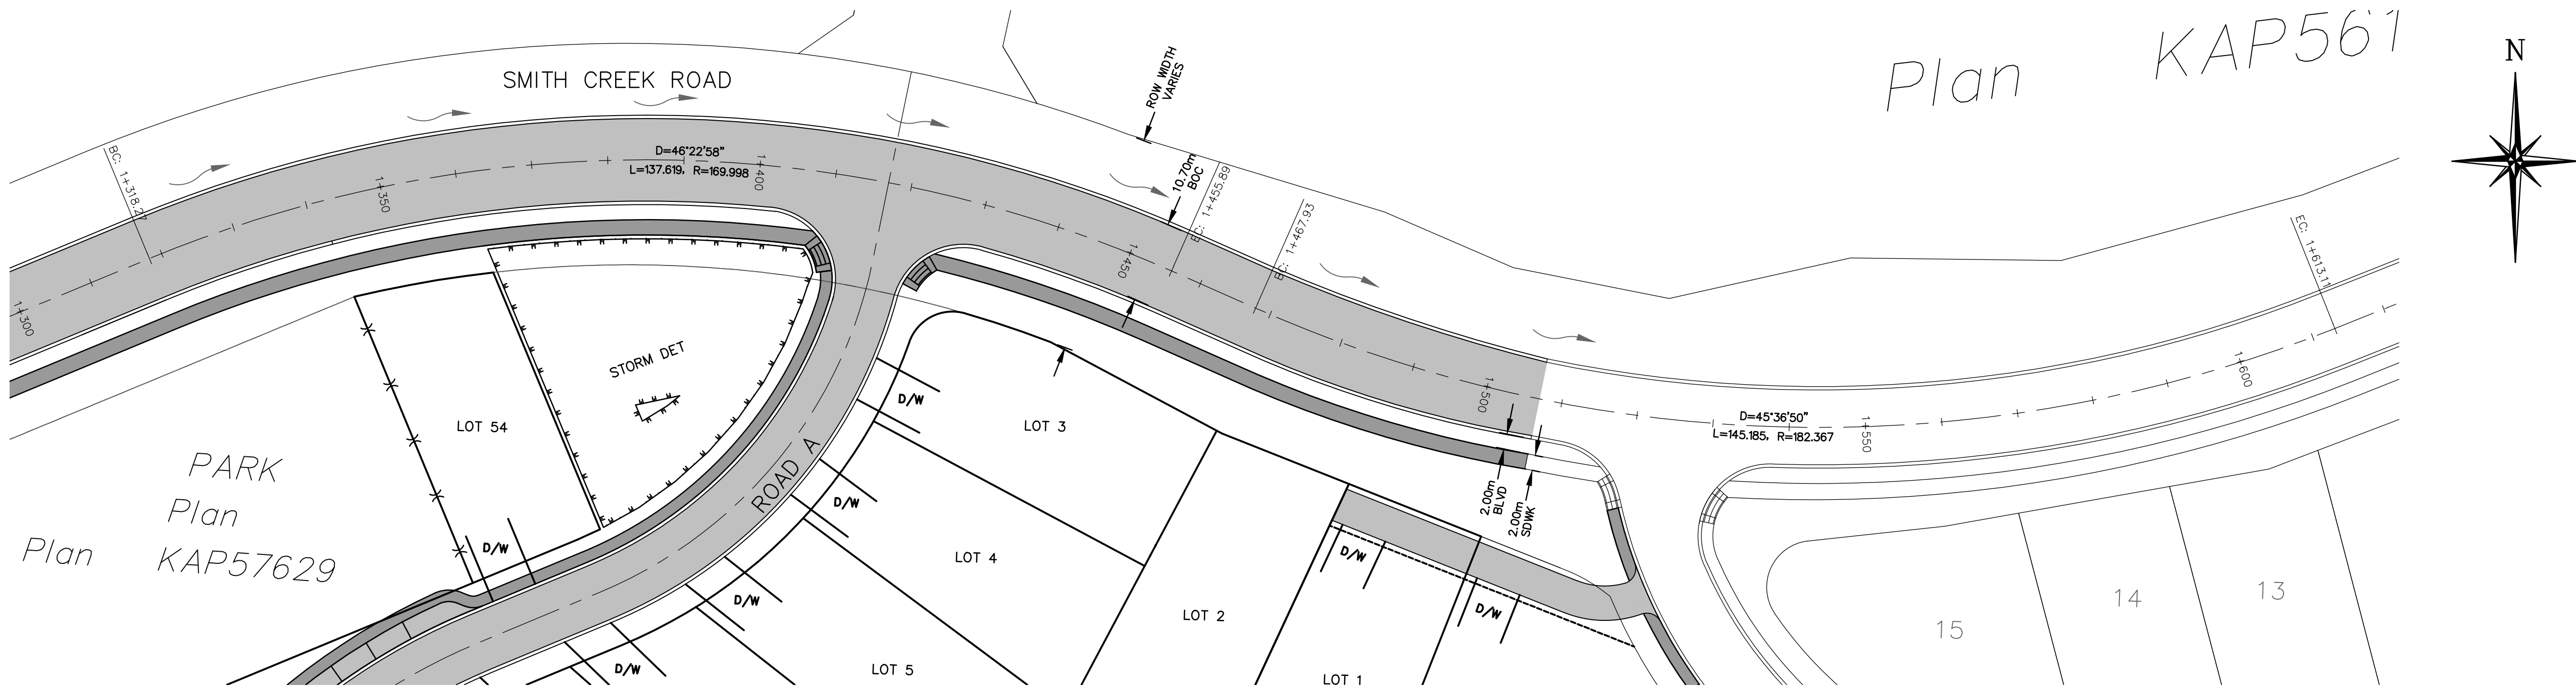 SMITH CREEK ROAD
ROW WIDTH
VARIES
Plan KAP561
N
BC: 1+318.27
1+350
D=46°22'58"
L=137.619, R=169.998
1+400
10.70m
BOC
1+455.89
BC: 1+467.93
1+450
EC: 1+613.11
1+300
STORM DET
LOT 54
D/W
LOT 3
1+500
D=45°36'50"
L=145.185, R=182.367
1+550
1+600
PARK
Plan
Plan KAP57629
D/W
ROAD A
D/W
LOT 4
2.00m
BLVD
2.00m
SDWK
D/W
D/W
D/W
LOT 2
D/W
LOT 5
LOT 1
15
14
13